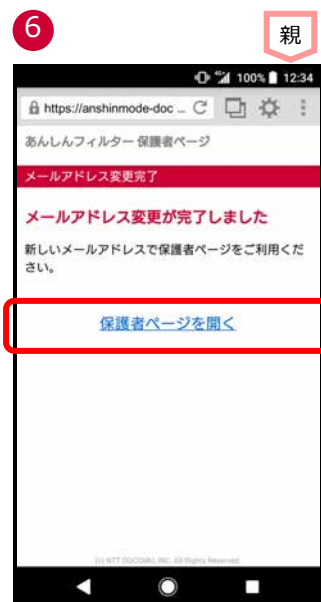 6
親
100% 12:34
https://anshinmode-doc ...
あんしんフィルター 保護者ページ
メールアドレス変更完了
メールアドレス変更が完了しました
新しいメールアドレスで保護者ページをご利用くだ
さい。
保護者ページを開く
(c) NTT DOCOMO, INC. All Rights Reserved.